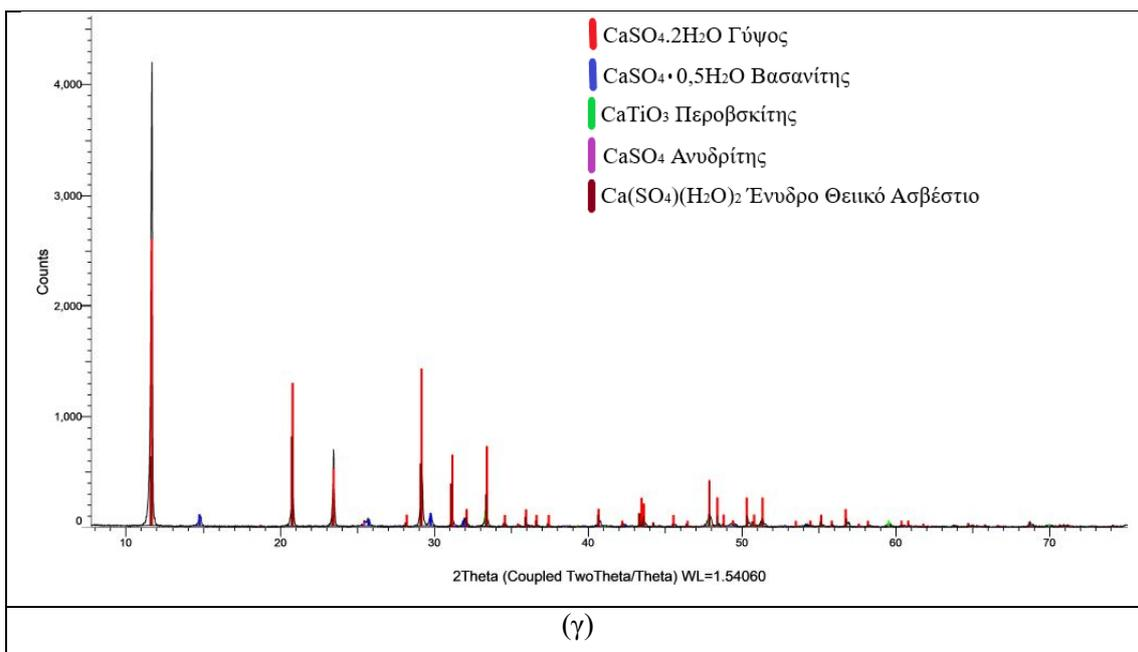 CaSO₄.2H₂O Γύψος
CaSO₄•0,5H₂O Βασανίτης
CaTiO₃ Περοβσκίτης
CaSO₄ Ανυδρίτης
Ca(SO₄)(H₂O)₂ Ένυδρο Θειικό Ασβέστιο
4,000
3,000
2,000
1,000
0
Counts
10 20 30 40 50 60 70
2Theta (Coupled TwoTheta/Theta) WL=1.54060
(γ)